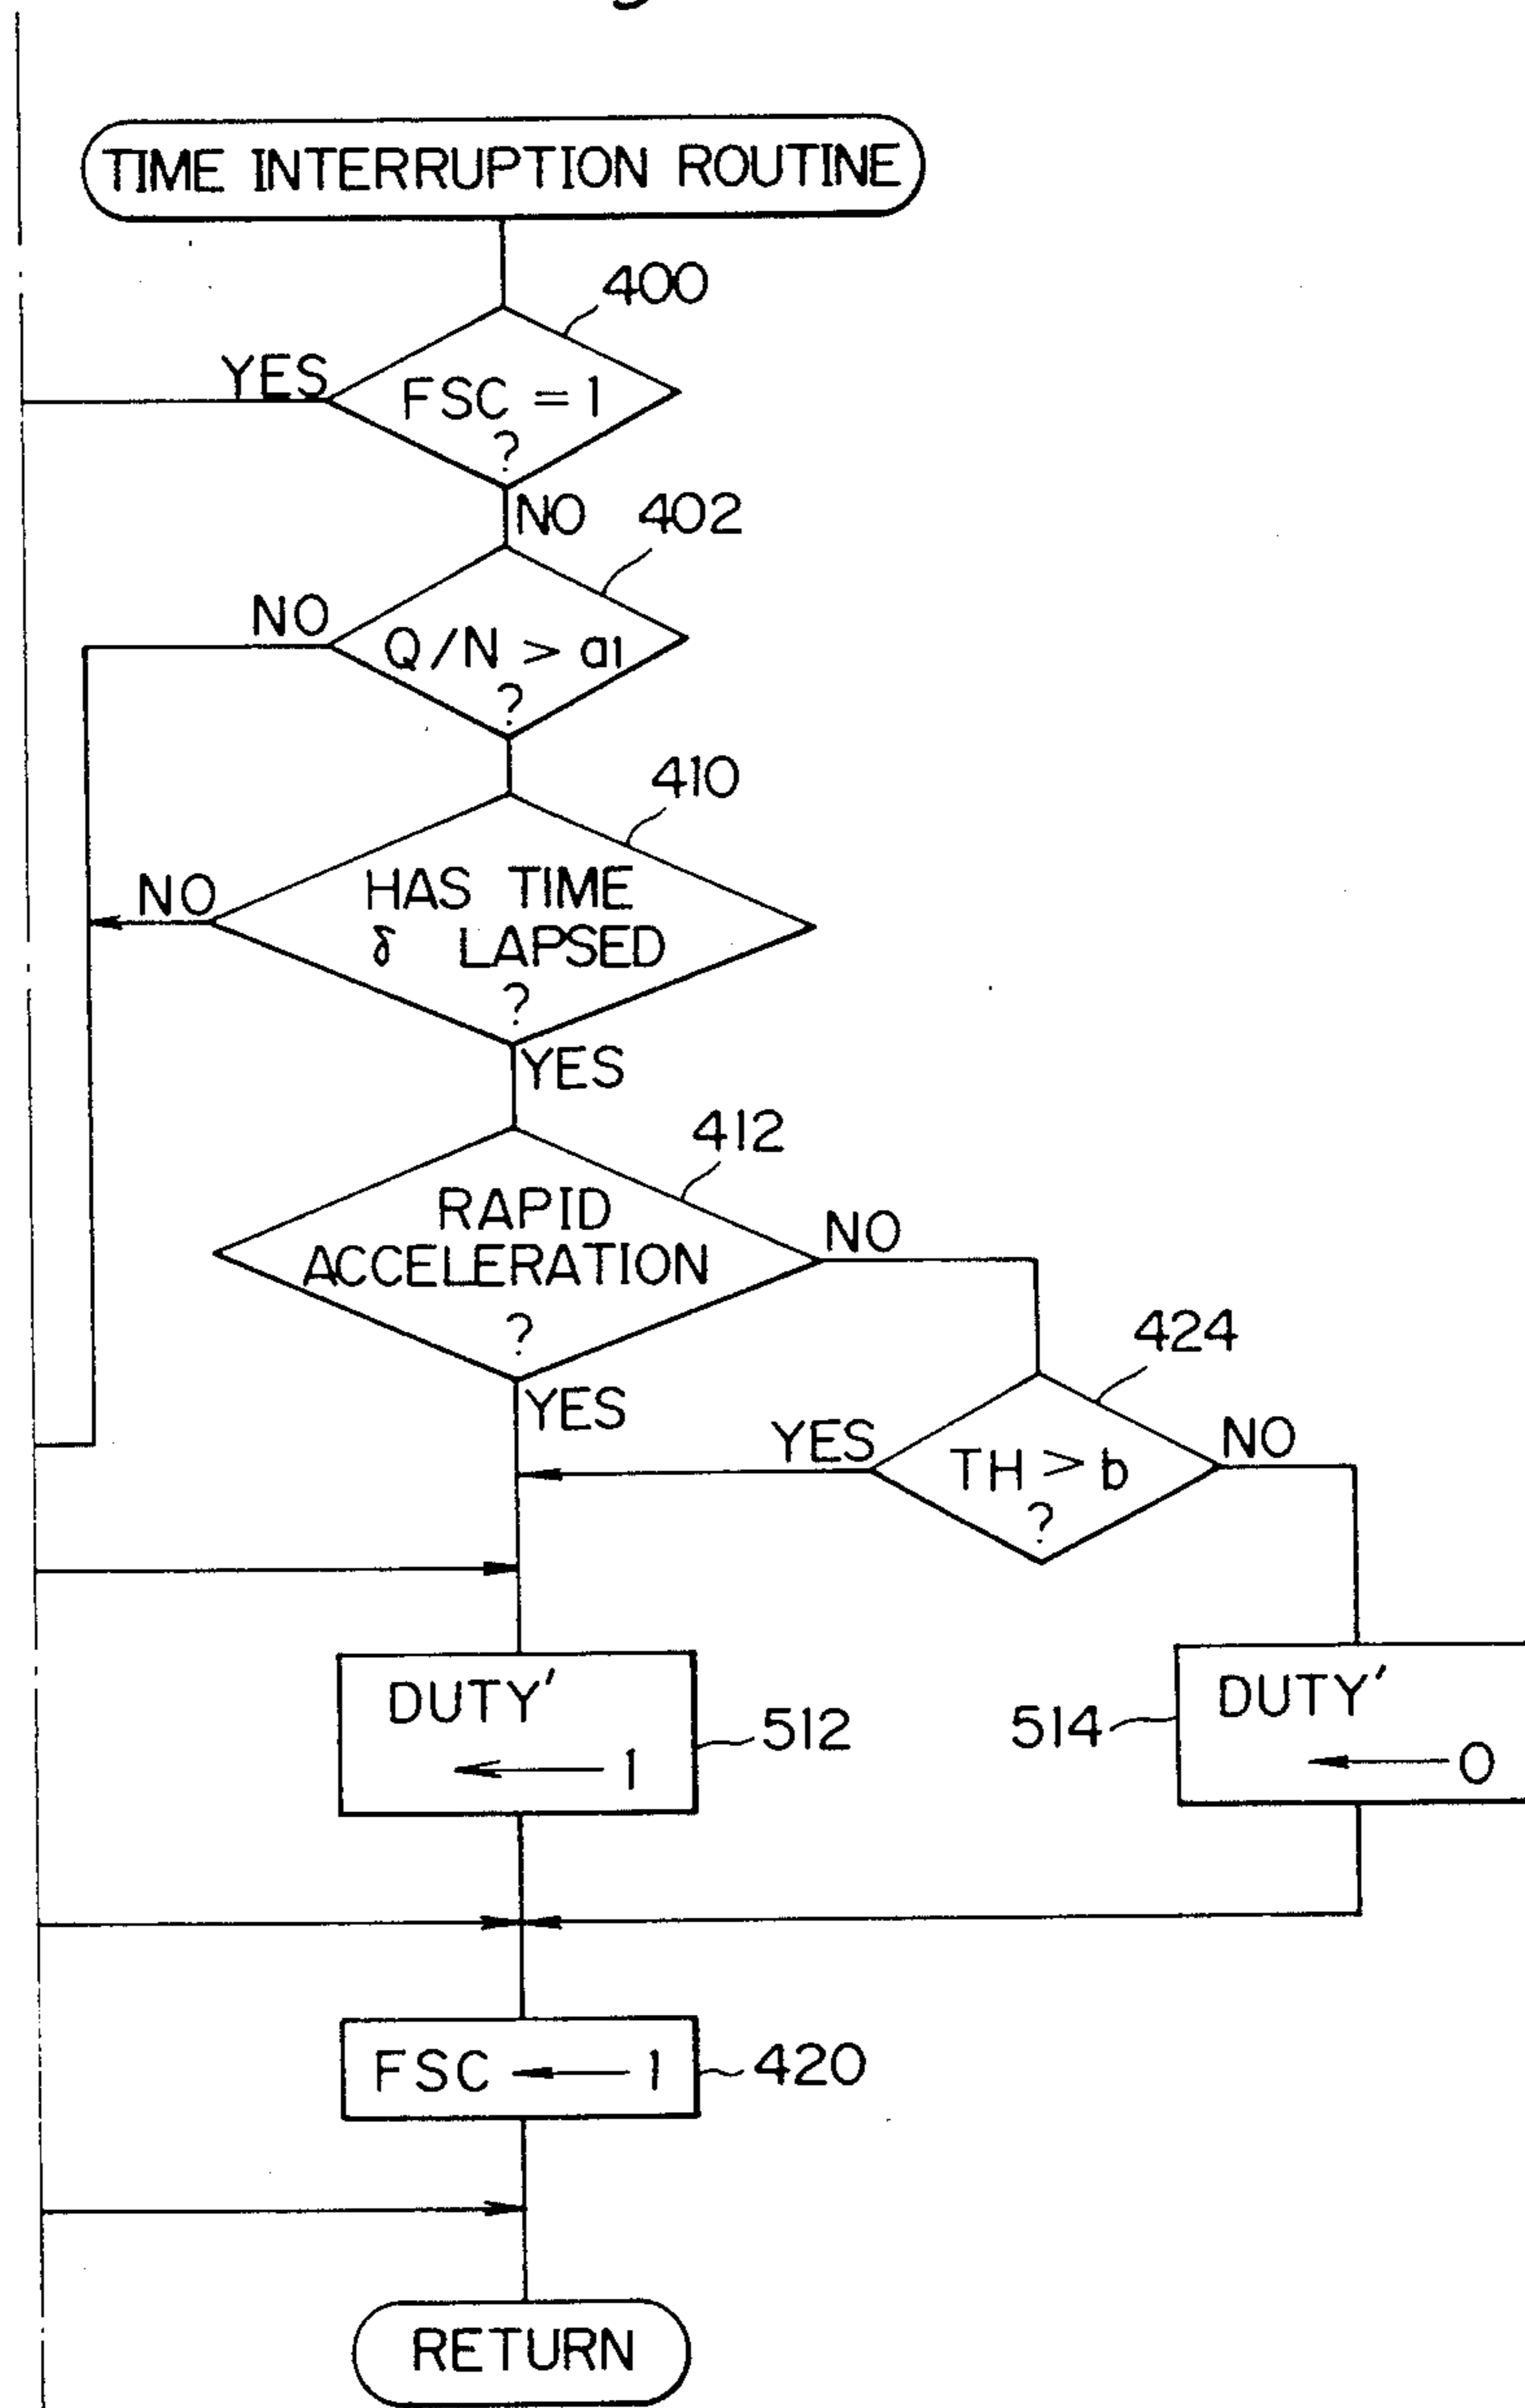 TIME INTERRUPTION ROUTINE
400
YES
FSC = 1
?
NO
402
NO
Q/N > a1
?
410
NO
HAS TIME
δ LAPSED
?
YES
412
RAPID
ACCELERATION
?
NO
YES
424
YES
TH > b
?
NO
DUTY'
← 1
512
514
DUTY'
← 0
FSC ← 1
420
RETURN